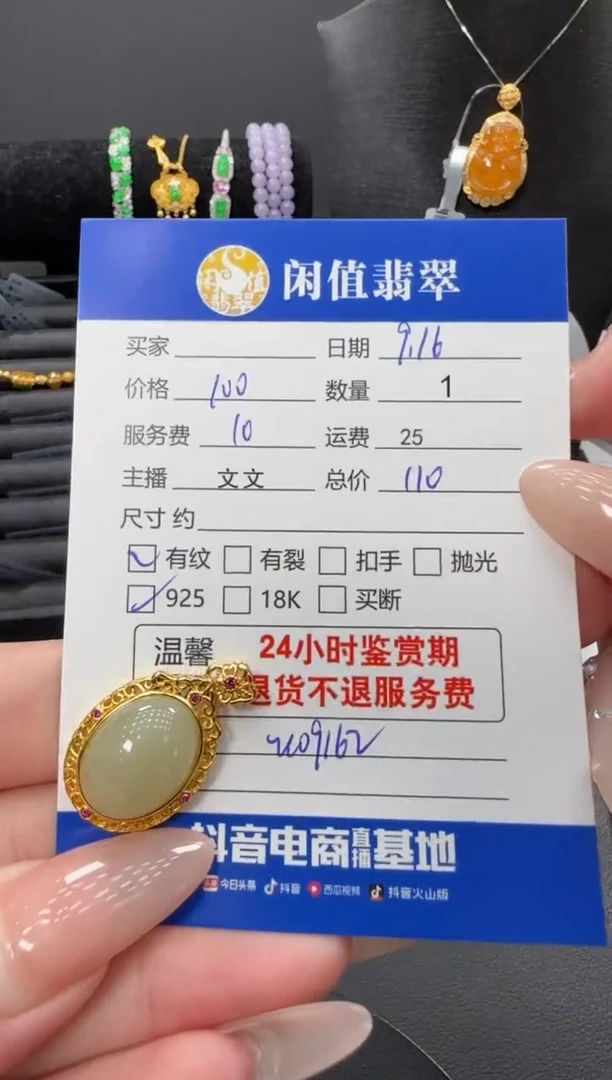 闲值翡翠
闲值翡翠
买家 日期 9.16
价格 100 数量 1
服务费 10 运费 25
主播 文文 总价 110
尺寸 约
有纹 有裂 扣手 抛光
925 18K 买断
温馨 24小时鉴赏期
退货不退服务费
抖音电商直播基地
今日头条 抖音 西瓜视频 抖音火山版